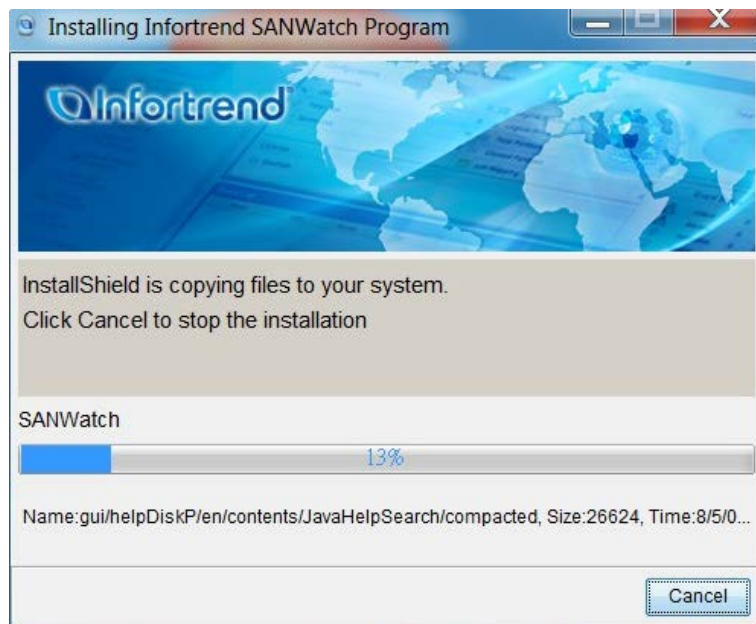 Installing Infortrend SANWatch Program
Infortrend
InstallShield is copying files to your system.
Click Cancel to stop the installation
SANWatch
13%
Name:gui/helpDiskP/en/contents/JavaHelpSearch/compacted, Size:26624, Time:8/5/0...
Cancel